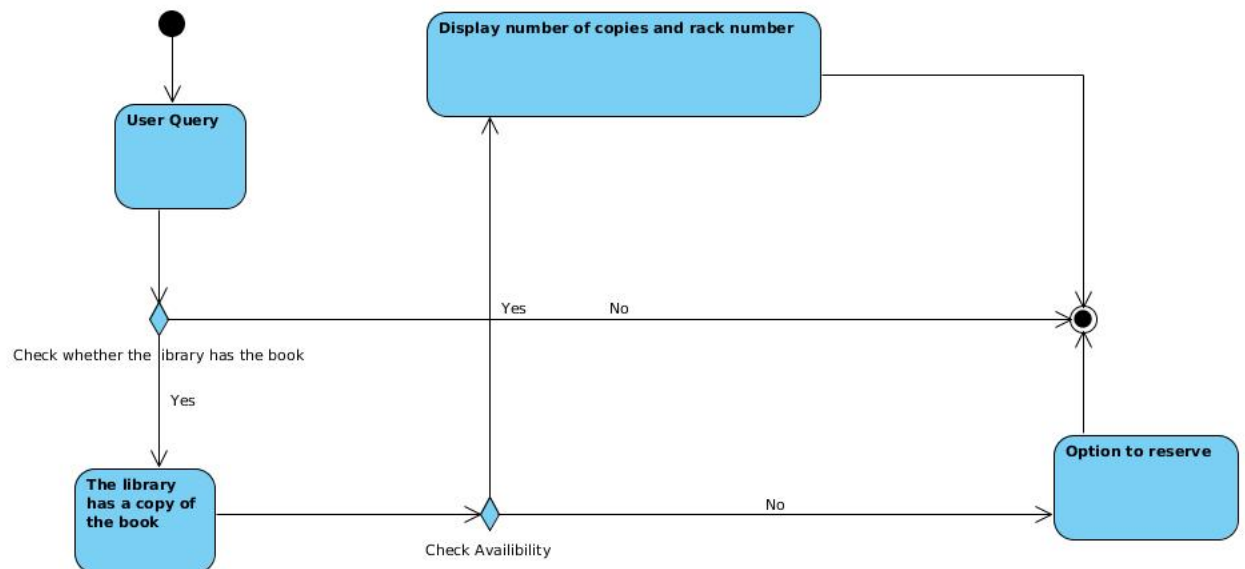 Display number of copies and rack number
User Query
Yes
No
Check whether the library has the book
Yes
Option to reserve
The library
has a copy of
the book
No
Check Availibility